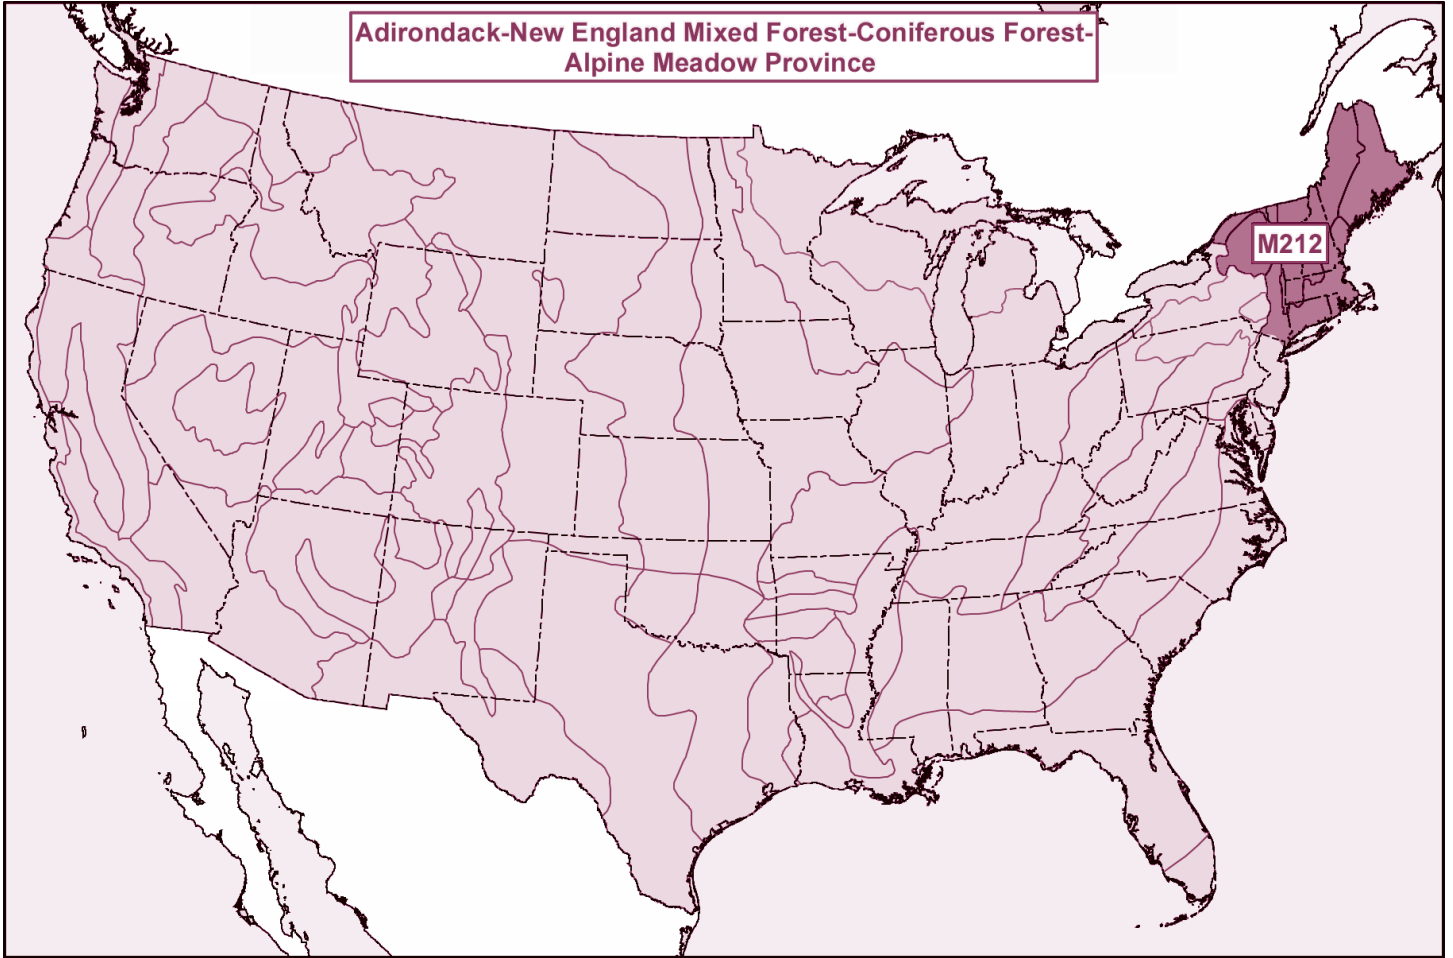 Adirondack-New England Mixed Forest-Coniferous Forest-
Alpine Meadow Province
M212